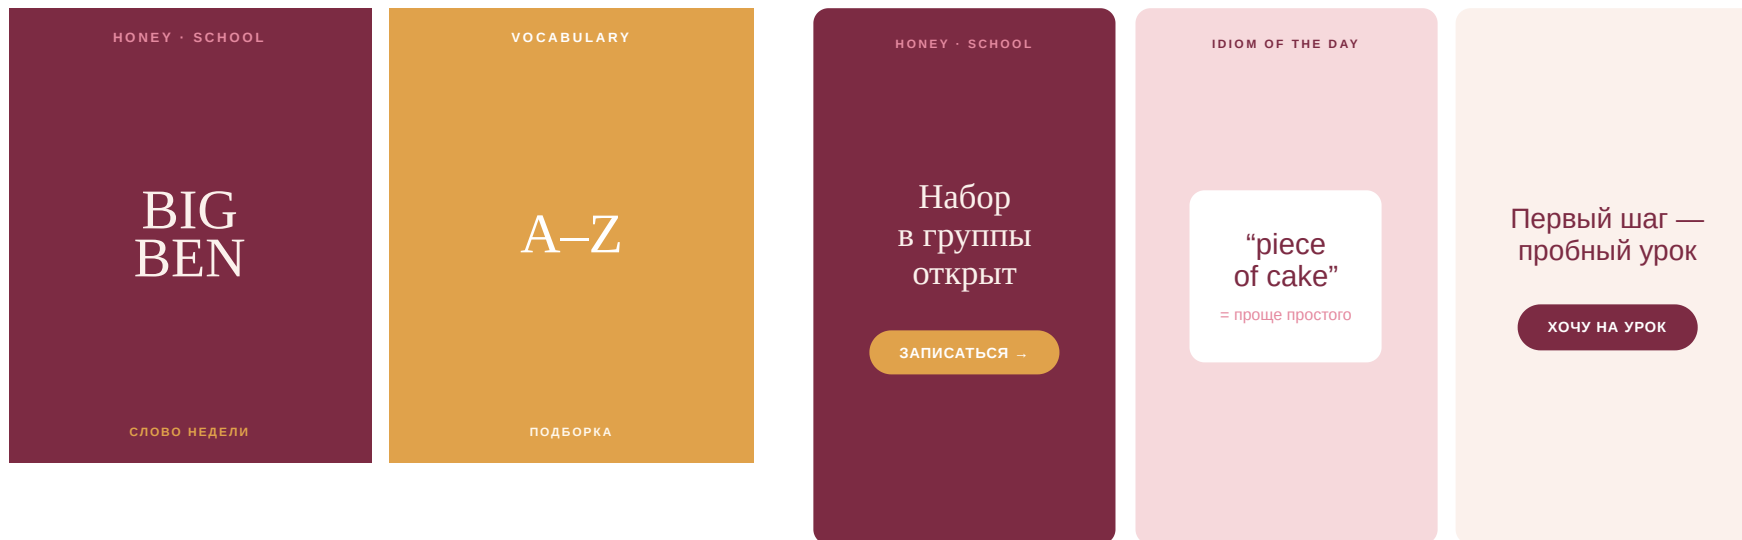 HONEY · SCHOOL
BIG
BEN
СЛОВО НЕДЕЛИ
VOCABULARY
A–Z
ПОДБОРКА
HONEY · SCHOOL
Набор
в группы
открыт
ЗАПИСАТЬСЯ →
IDIOM OF THE DAY
“piece
of cake”
= проще простого
Первый шаг —
пробный урок
ХОЧУ НА УРОК